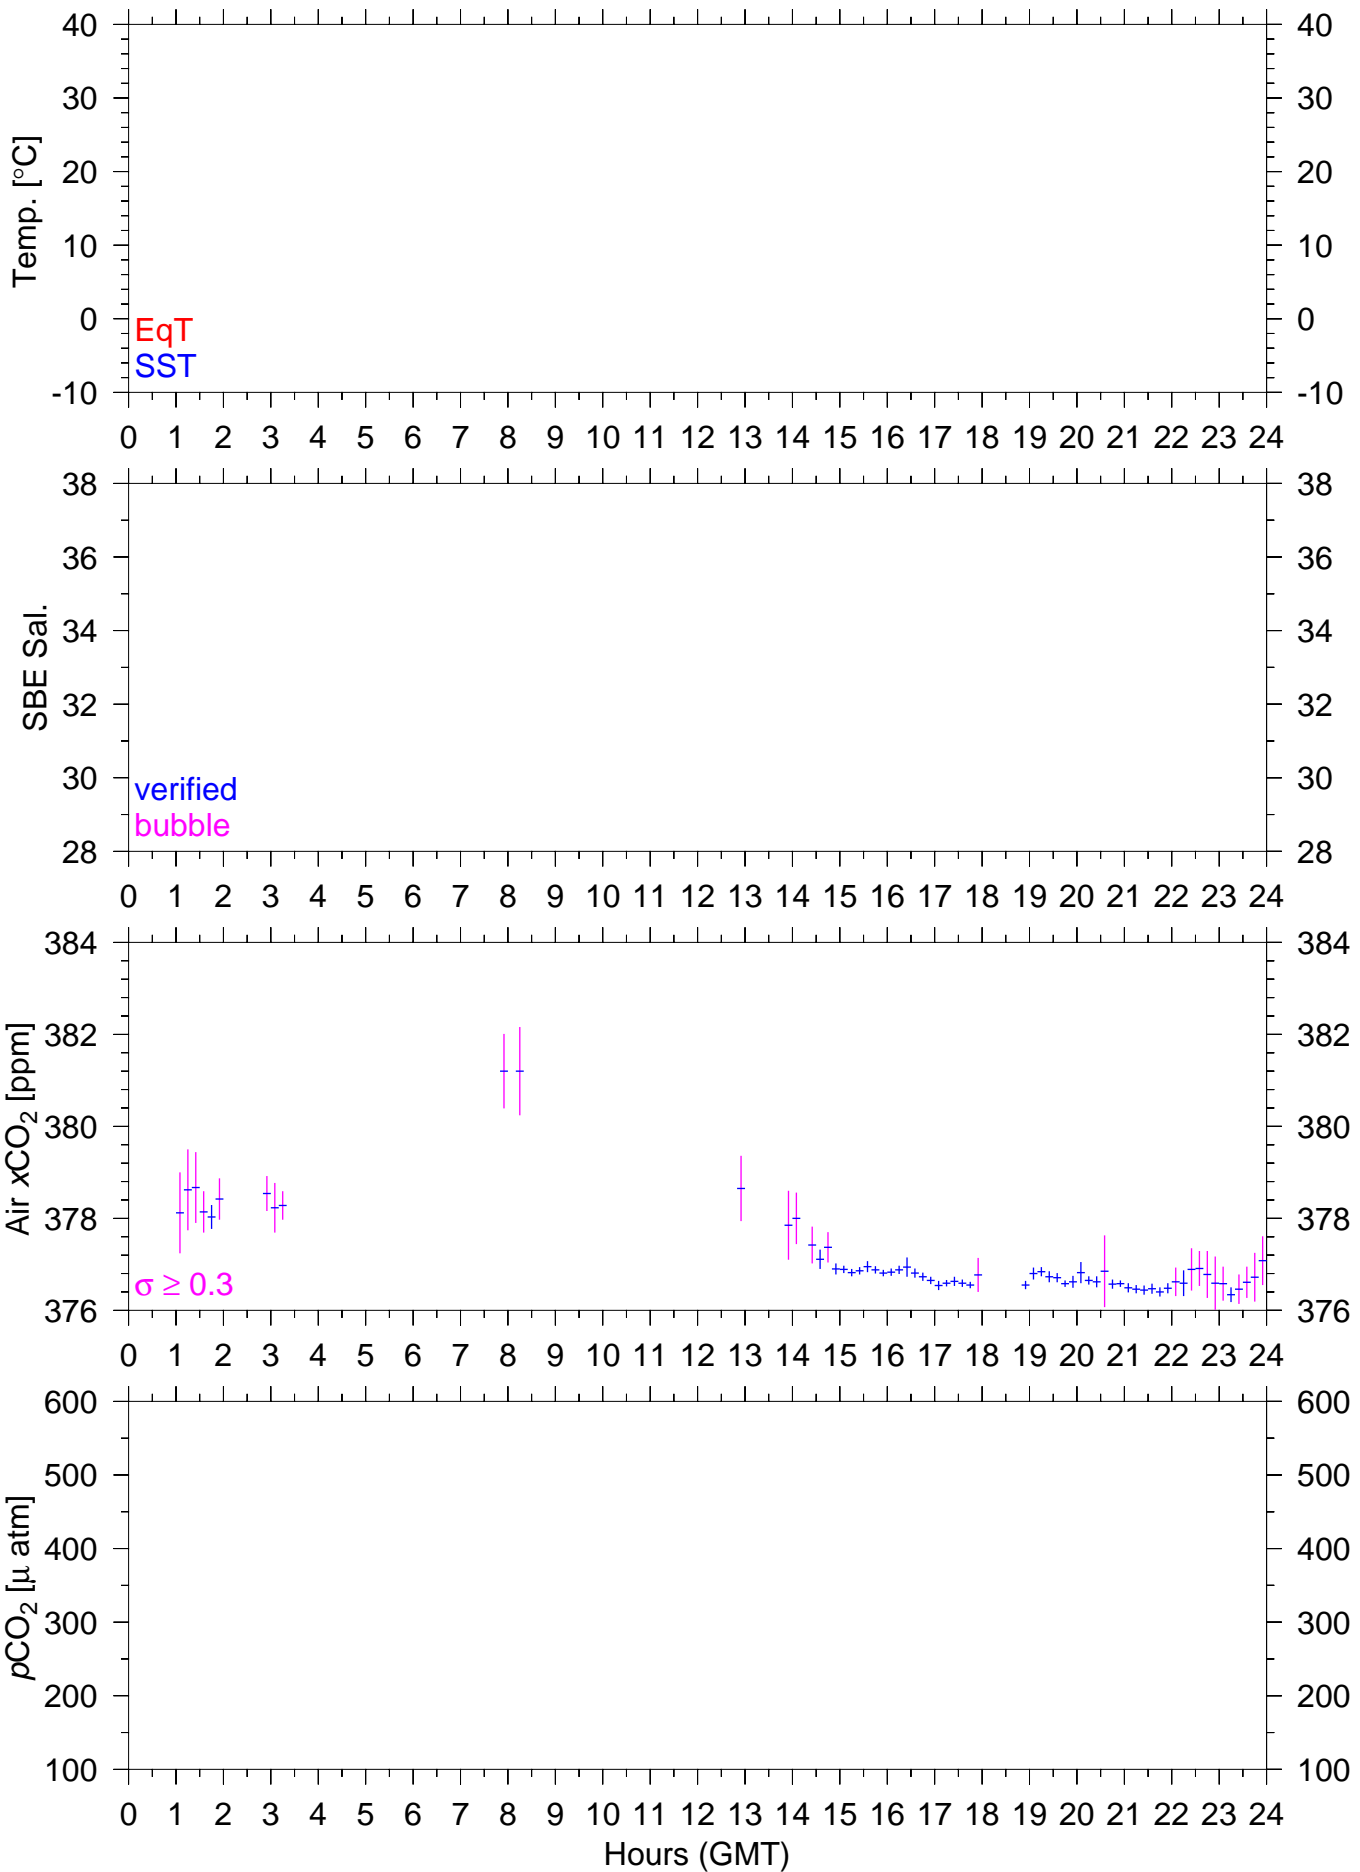 40 40
30 30
20 20
10 10
0 0
-10 -10
Temp. [°C]
EqT
SST
0 1 2 3 4 5 6 7 8 9 10 11 12 13 14 15 16 17 18 19 20 21 22 23 24
38 38
36 36
34 34
32 32
30 30
28 28
SBE Sal.
verified
bubble
0 1 2 3 4 5 6 7 8 9 10 11 12 13 14 15 16 17 18 19 20 21 22 23 24
384 384
382 382
380 380
378 378
376 376
Air xCO₂ [ppm]
σ ≥ 0.3
0 1 2 3 4 5 6 7 8 9 10 11 12 13 14 15 16 17 18 19 20 21 22 23 24
600 600
500 500
400 400
300 300
200 200
100 100
pCO₂ [μ atm]
0 1 2 3 4 5 6 7 8 9 10 11 12 13 14 15 16 17 18 19 20 21 22 23 24
Hours (GMT)